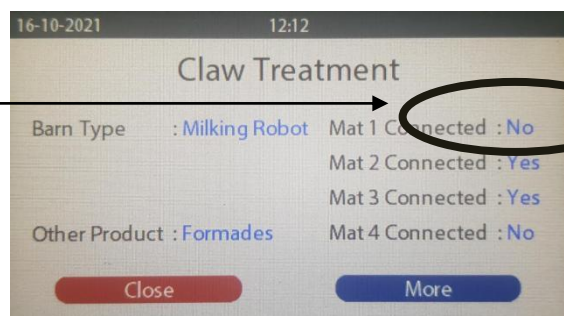 16-10-2021 12:12
Claw Treatment
Barn Type : Milking Robot Mat 1 Connected : No
Mat 2 Connected : Yes
Mat 3 Connected : Yes
Other Product : Formades Mat 4 Connected : No
Close More